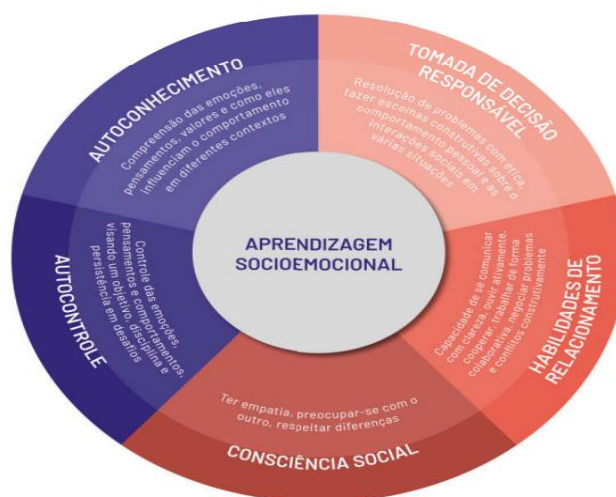 AUTOCONHECIMENTO
Compreensão das emoções,
pensamentos, valores e como eles
influenciam o comportamento
em diferentes contextos
TOMADA DE DECISÃO
RESPONSÁVEL
Resolução de problemas com ética,
fazer escolhas construtivas sobre o
comportamento pessoal e as
interações sociais em
várias situações
APRENDIZAGEM
SOCIOEMOCIONAL
AUTOCONTROLE
Controle das emoções,
pensamentos e comportamentos,
visando um objetivo, disciplina e
persistência em desafios
HABILIDADES DE
RELACIONAMENTO
Capacidade de se comunicar
com clareza, ouvir ativamente,
cooperar, trabalhar de forma
colaborativa, negociar problemas
e conflitos construtivamente
Ter empatia, preocupar-se com o
outro, respeitar diferenças
CONSCIÊNCIA SOCIAL